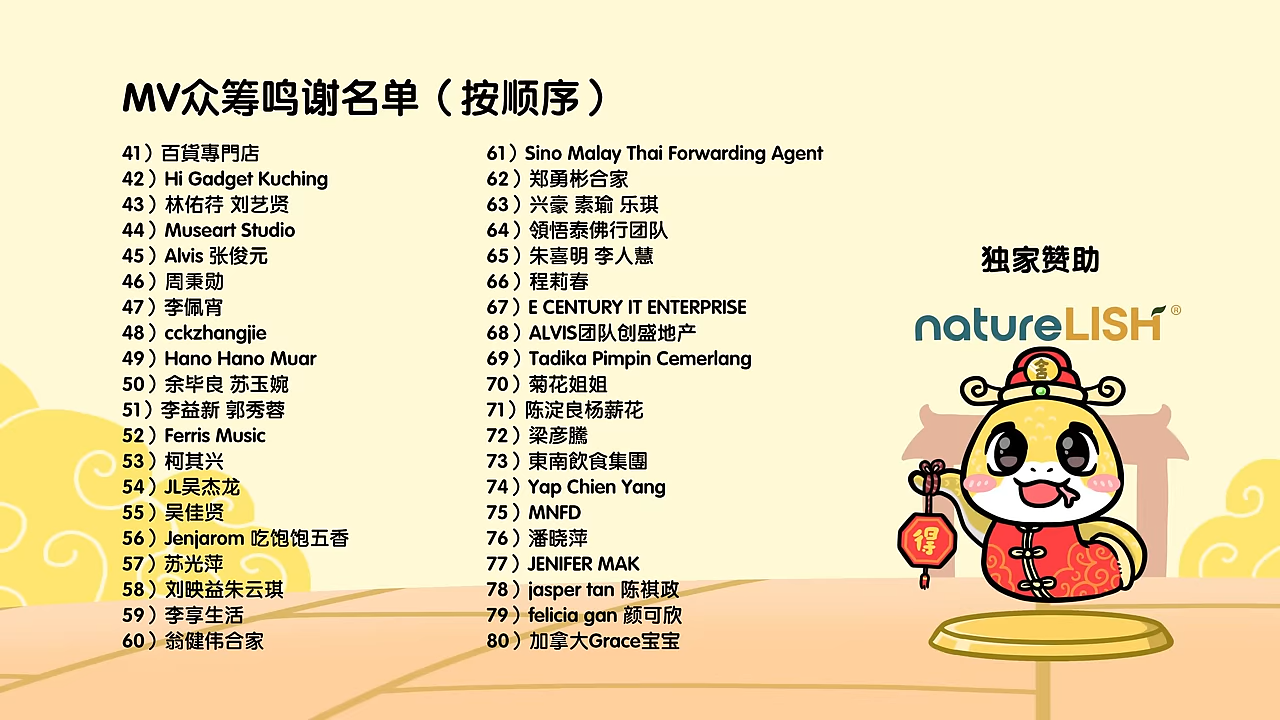 MV众筹鸣谢名单（按顺序）
41）百貨專門店
42）Hi Gadget Kuching
43）林佑荇 刘艺贤
44）Museart Studio
45）Alvis 张俊元
46）周秉勋
47）李佩宵
48）cckzhangjie
49）Hano Hano Muar
50）余毕良 苏玉婉
51）李益新 郭秀蓉
52）Ferris Music
53）柯其兴
54）JL吴杰龙
55）吴佳贤
56）Jenjarom 吃饱饱五香
57）苏光萍
58）刘映益朱云琪
59）李享生活
60）翁健伟合家
61）Sino Malay Thai Forwarding Agent
62）郑勇彬合家
63）兴豪 素瑜 乐琪
64）領悟泰佛行团队
65）朱喜明 李人慧
66）程莉春
67）E CENTURY IT ENTERPRISE
68）ALVIS团队创盛地产
69）Tadika Pimpin Cemerlang
70）菊花姐姐
71）陈淀良杨薪花
72）梁彦騰
73）東南飲食集團
74）Yap Chien Yang
75）MNFD
76）潘晓萍
77）JENIFER MAK
78）jasper tan 陈祺政
79）felicia gan 颜可欣
80）加拿大Grace宝宝
独家赞助
natureLISH®
舍
得